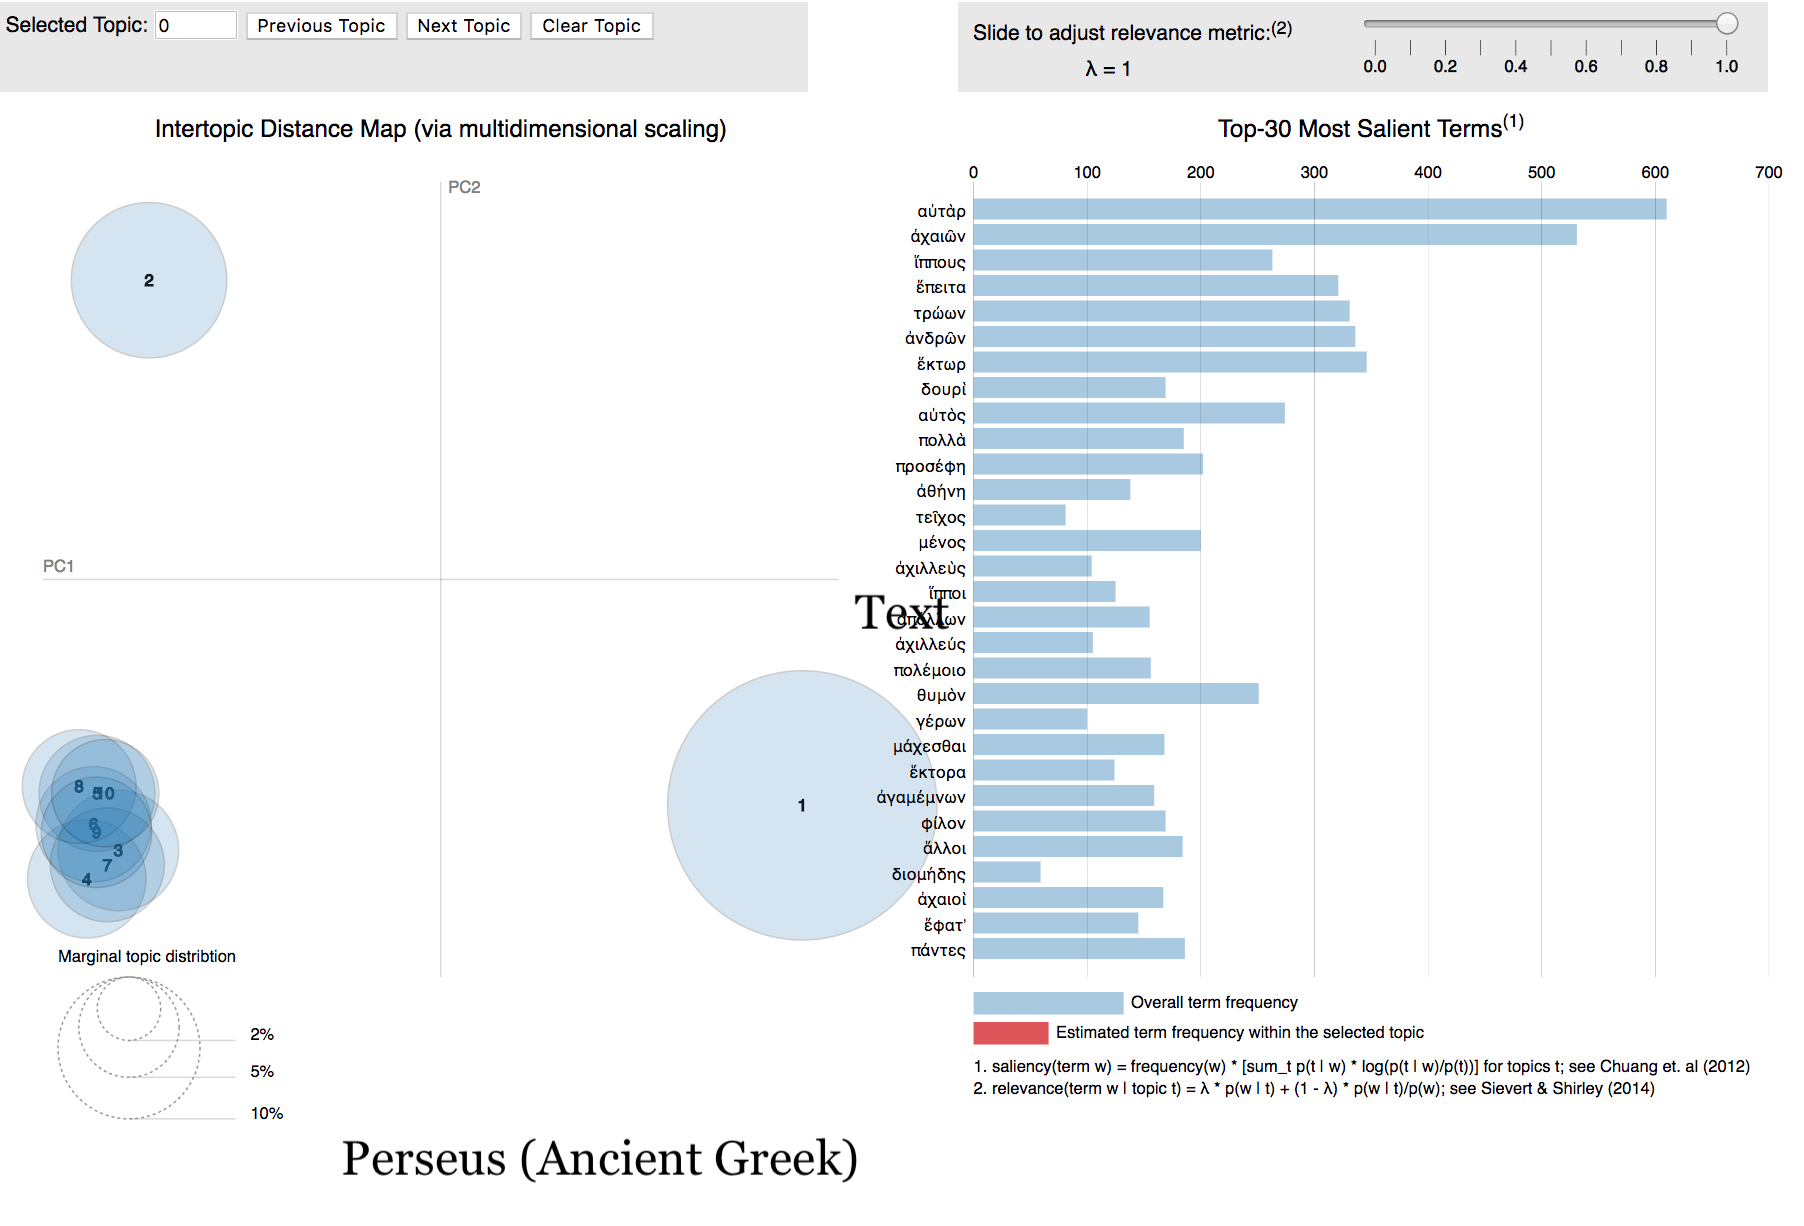 Selected Topic: 0 Previous Topic Next Topic Clear Topic
Slide to adjust relevance metric:(2)
λ = 1
0.0 0.2 0.4 0.6 0.8 1.0
Intertopic Distance Map (via multidimensional scaling)
PC2
PC1
2
1
8
5
10
6
9
3
7
4
Marginal topic distribtion
2%
5%
10%
Top-30 Most Salient Terms(1)
0 100 200 300 400 500 600 700
αὐτὰρ
ἀχαιῶν
ἵππους
ἔπειτα
τρώων
ἀνδρῶν
ἕκτωρ
δουρὶ
αὐτὸς
πολλὰ
προσέφη
ἀθήνη
τεῖχος
μένος
ἀχιλλεὺς
ἵπποι
Text
ἀχιλλεύς
πολέμοιο
θυμὸν
γέρων
μάχεσθαι
ἕκτορα
ἀγαμέμνων
φίλον
ἄλλοι
διομήδης
ἀχαιοὶ
ἔφατ'
πάντες
Overall term frequency
Estimated term frequency within the selected topic
1. saliency(term w) = frequency(w) * [sum_t p(t | w) * log(p(t | w)/p(t))] for topics t; see Chuang et. al (2012)
2. relevance(term w | topic t) = λ * p(w | t) + (1 - λ) * p(w | t)/p(w); see Sievert & Shirley (2014)
Perseus (Ancient Greek)